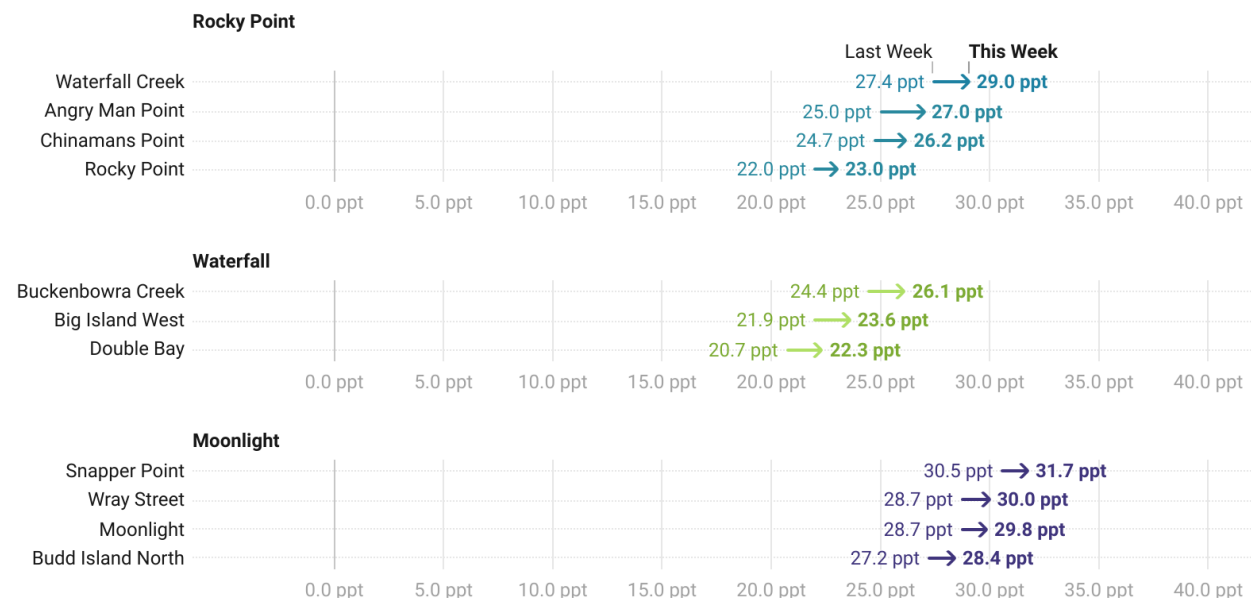 Rocky Point
Last Week This Week
Waterfall Creek 27.4 ppt 29.0 ppt
Angry Man Point 25.0 ppt 27.0 ppt
Chinamans Point 24.7 ppt 26.2 ppt
Rocky Point 22.0 ppt 23.0 ppt
0.0 ppt 5.0 ppt 10.0 ppt 15.0 ppt 20.0 ppt 25.0 ppt 30.0 ppt 35.0 ppt 40.0 ppt
Waterfall
Buckenbowra Creek 24.4 ppt 26.1 ppt
Big Island West 21.9 ppt 23.6 ppt
Double Bay 20.7 ppt 22.3 ppt
0.0 ppt 5.0 ppt 10.0 ppt 15.0 ppt 20.0 ppt 25.0 ppt 30.0 ppt 35.0 ppt 40.0 ppt
Moonlight
Snapper Point 30.5 ppt 31.7 ppt
Wray Street 28.7 ppt 30.0 ppt
Moonlight 28.7 ppt 29.8 ppt
Budd Island North 27.2 ppt 28.4 ppt
0.0 ppt 5.0 ppt 10.0 ppt 15.0 ppt 20.0 ppt 25.0 ppt 30.0 ppt 35.0 ppt 40.0 ppt